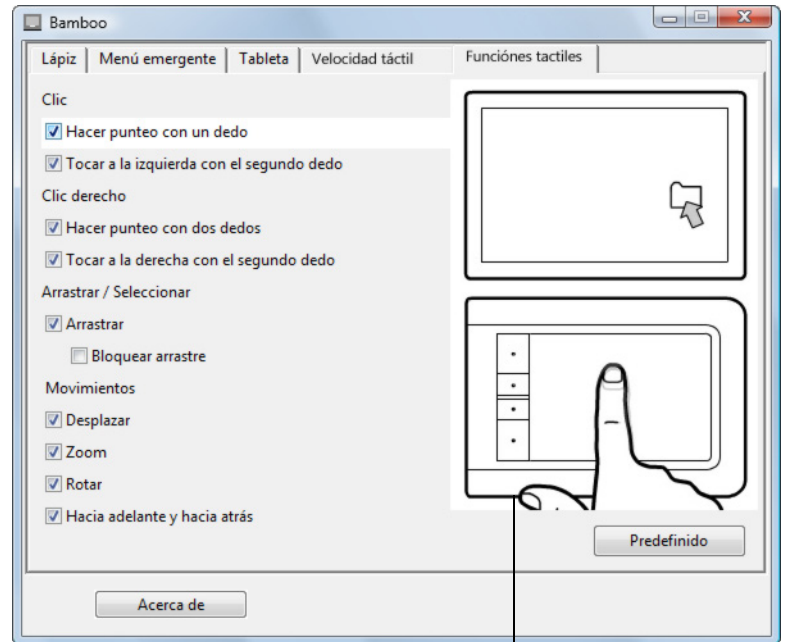 Bamboo
Lápiz Menú emergente Tableta Velocidad táctil Funciónes tactiles
Clic
Hacer punteo con un dedo
Tocar a la izquierda con el segundo dedo
Clic derecho
Hacer punteo con dos dedos
Tocar a la derecha con el segundo dedo
Arrastrar / Seleccionar
Arrastrar
Bloquear arrastre
Movimientos
Desplazar
Zoom
Rotar
Hacia adelante y hacia atrás
Predefinido
Acerca de